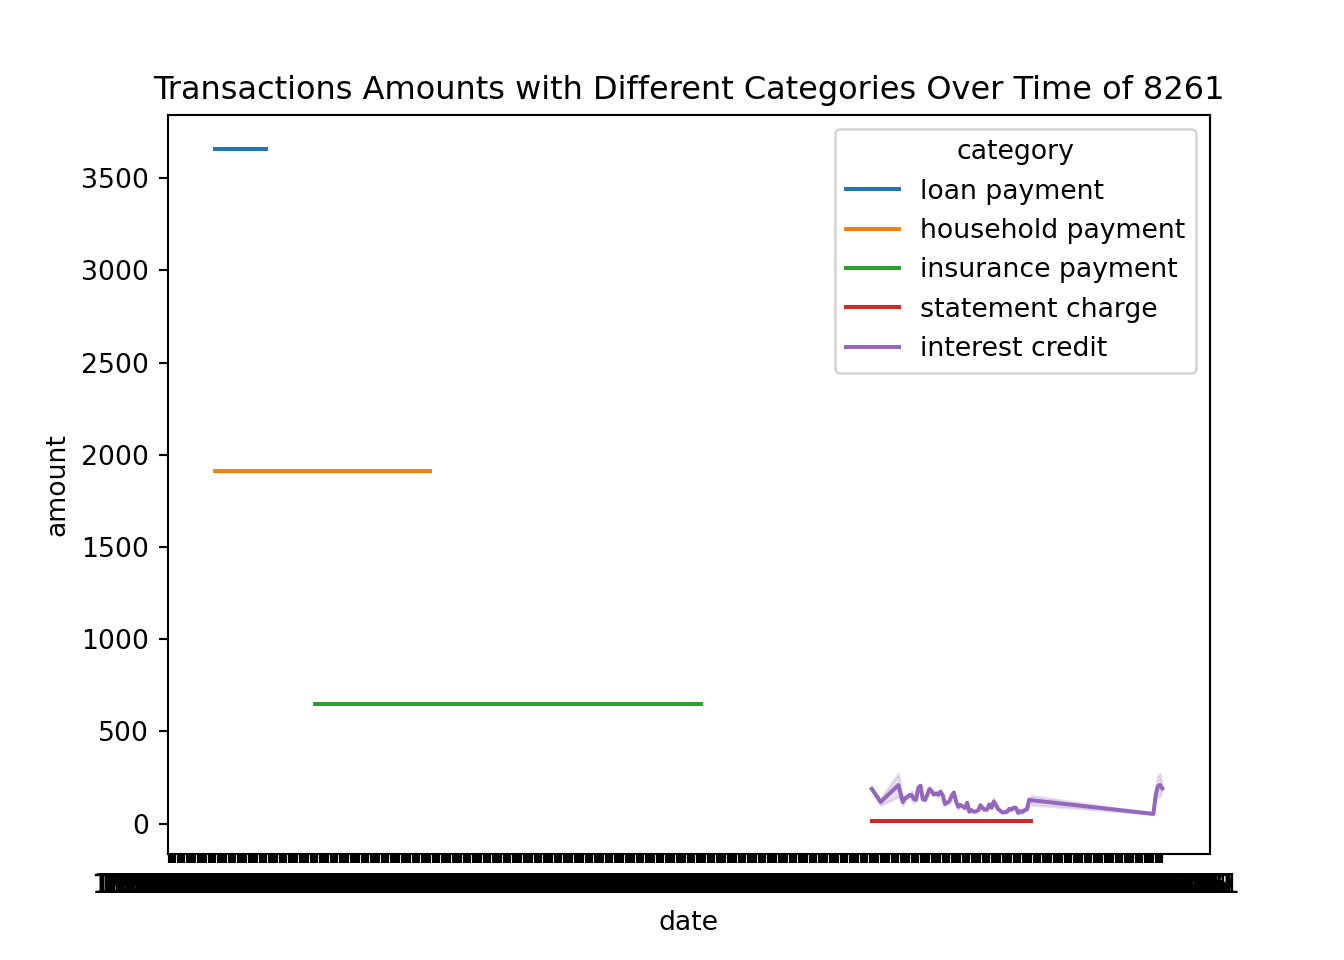 Transactions Amounts with Different Categories Over Time of 8261
category
loan payment
household payment
insurance payment
statement charge
interest credit
3500
3000
2500
2000
1500
1000
500
0
amount
date